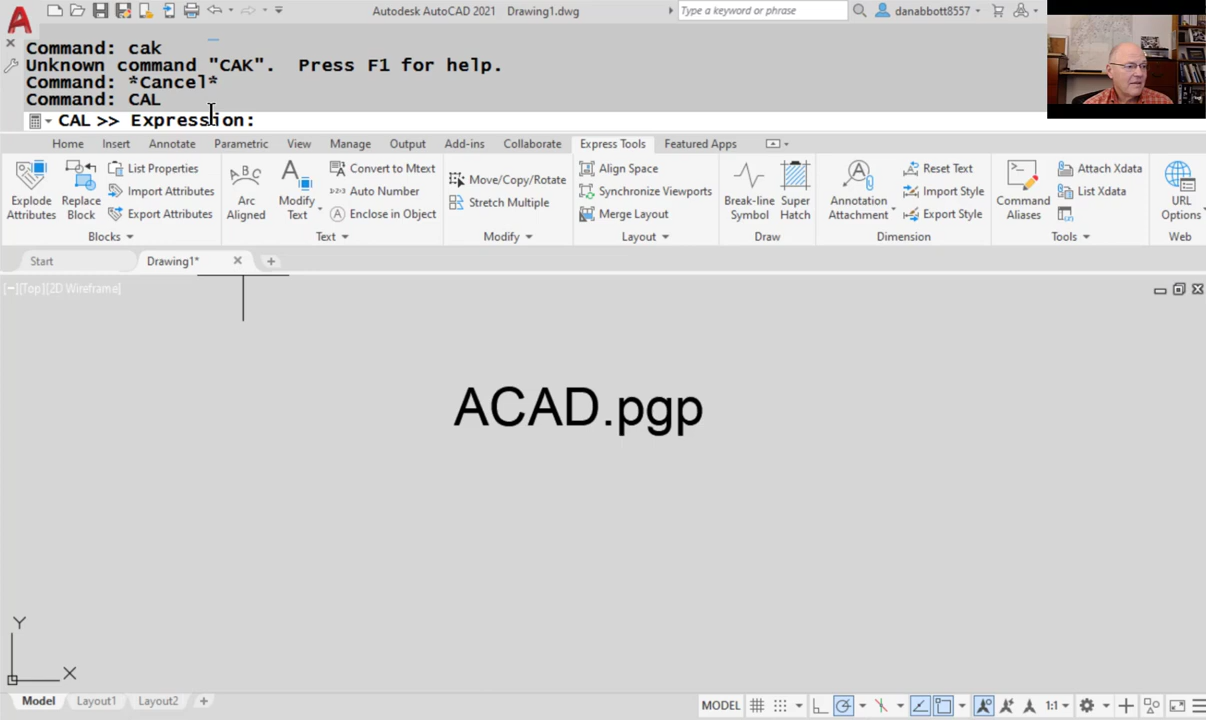 Autodesk AutoCAD 2021 Drawing1.dwg
Type a keyword or phrase
danabbott8557
Command: cak
Unknown command "CAK". Press F1 for help.
Command: *Cancel*
Command: CAL
CAL >> Expression:
Home Insert Annotate Parametric View Manage Output Add-ins Collaborate Express Tools Featured Apps
Explode Attributes
Replace Block
List Properties
Import Attributes
Export Attributes
Blocks
Arc Aligned
Modify Text
Convert to Mtext
Auto Number
Enclose in Object
Text
Move/Copy/Rotate
Stretch Multiple
Modify
Align Space
Synchronize Viewports
Merge Layout
Layout
Break-line Symbol
Super Hatch
Draw
Annotation Attachment
Reset Text
Import Style
Export Style
Dimension
Command Aliases
Attach Xdata
List Xdata
Tools
URL Options
Web
Start Drawing1*
[−][Top][2D Wireframe]
ACAD.pgp
Y
X
Model Layout1 Layout2
MODEL 1:1